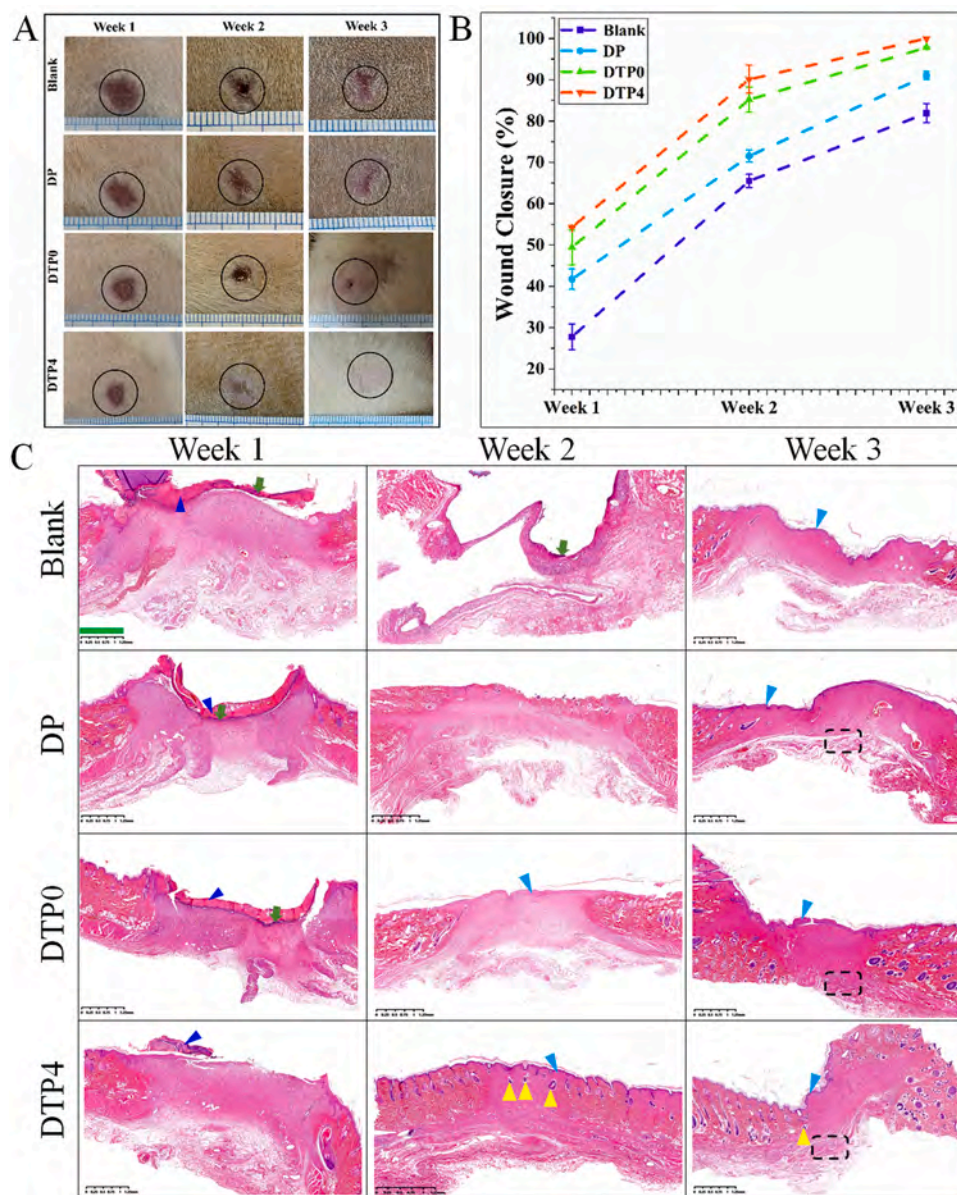 A
Week 1 Week 2 Week 3
Blank
DP
DTP0
DTP4
B
Blank
DP
DTP0
DTP4
Wound Closure (%)
100
90
80
70
60
50
40
30
20
Week 1 Week 2 Week 3
C
Week 1 Week 2 Week 3
Blank
DP
DTP0
DTP4